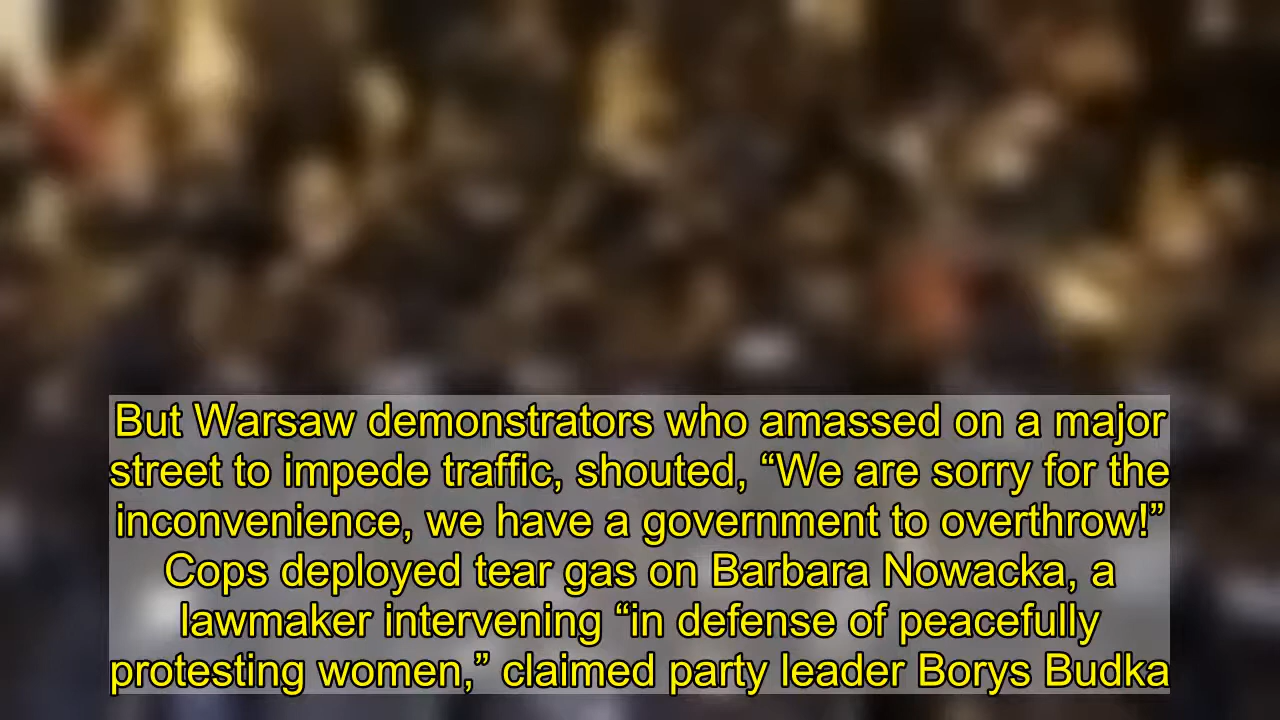 But Warsaw demonstrators who amassed on a major
street to impede traffic, shouted, “We are sorry for the
inconvenience, we have a government to overthrow!”
Cops deployed tear gas on Barbara Nowacka, a
lawmaker intervening “in defense of peacefully
protesting women,” claimed party leader Borys Budka